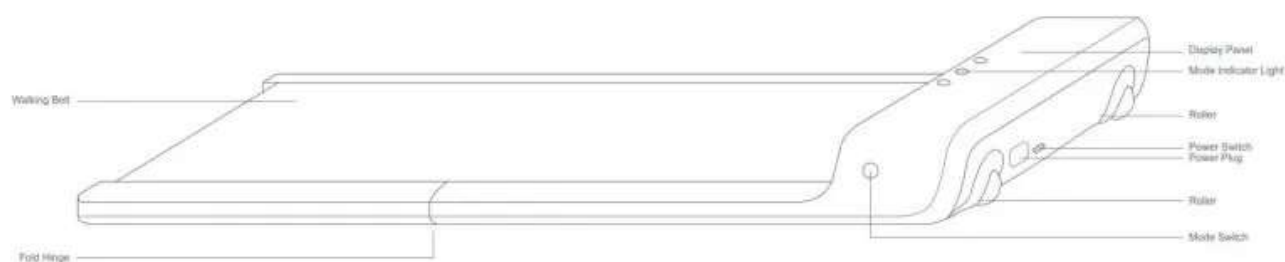 Display Panel
Mode Indicator Light
Walking Belt
Roller
Power Switch
Power Plug
Roller
Mode Switch
Fold Hinge